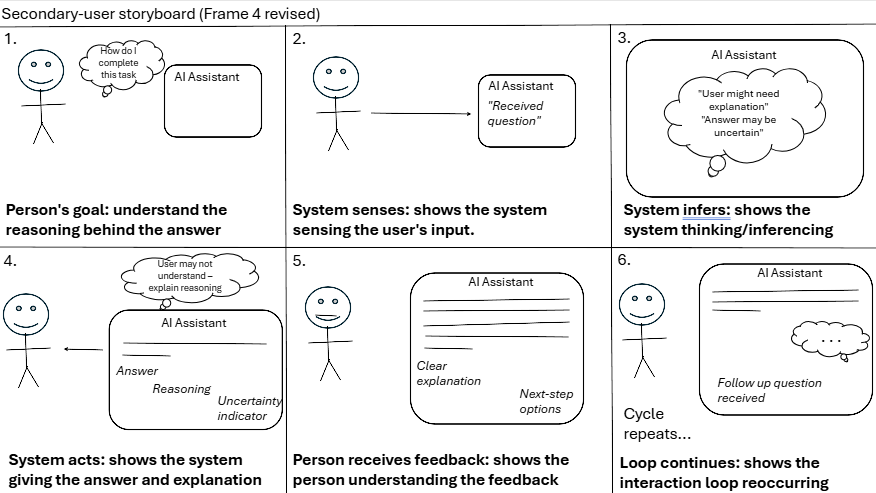 Secondary-user storyboard (Frame 4 revised)
1.
How do I
complete
this task
AI Assistant
Person's goal: understand the
reasoning behind the answer
2.
AI Assistant
"Received
question"
System senses: shows the system
sensing the user's input.
3.
AI Assistant
"User might need
explanation"
"Answer may be
uncertain"
System infers: shows the
system thinking/inferencing
4.
User may not
understand –
explain reasoning
AI Assistant
Answer
Reasoning
Uncertainty
indicator
System acts: shows the system
giving the answer and explanation
5.
AI Assistant
Clear
explanation
Next-step
options
Person receives feedback: shows the
person understanding the feedback
6.
AI Assistant
...
Follow up question
received
Cycle
repeats...
Loop continues: shows the
interaction loop reoccurring